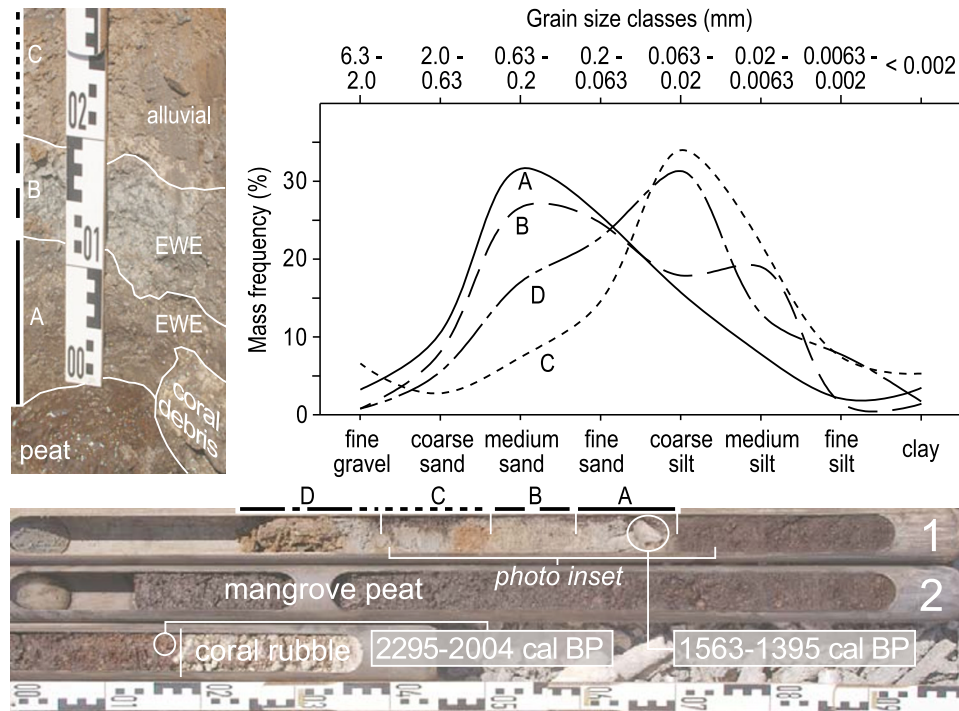 C
alluvial
02
B
EWE
01
A
EWE
00
coral
debris
peat
Grain size classes (mm)
6.3 - 2.0 - 0.63 - 0.2 - 0.063 - 0.02 - 0.0063 - < 0.002
2.0 0.63 0.2 0.063 0.02 0.0063 0.002
Mass frequency (%)
30
20
10
0
A
B
D
C
fine coarse medium fine coarse medium fine clay
gravel sand sand sand silt silt silt
D C B A
1
photo inset
mangrove peat
2
coral rubble
2295-2004 cal BP
1563-1395 cal BP
00 01 02 03 04 05 06 07 08 09